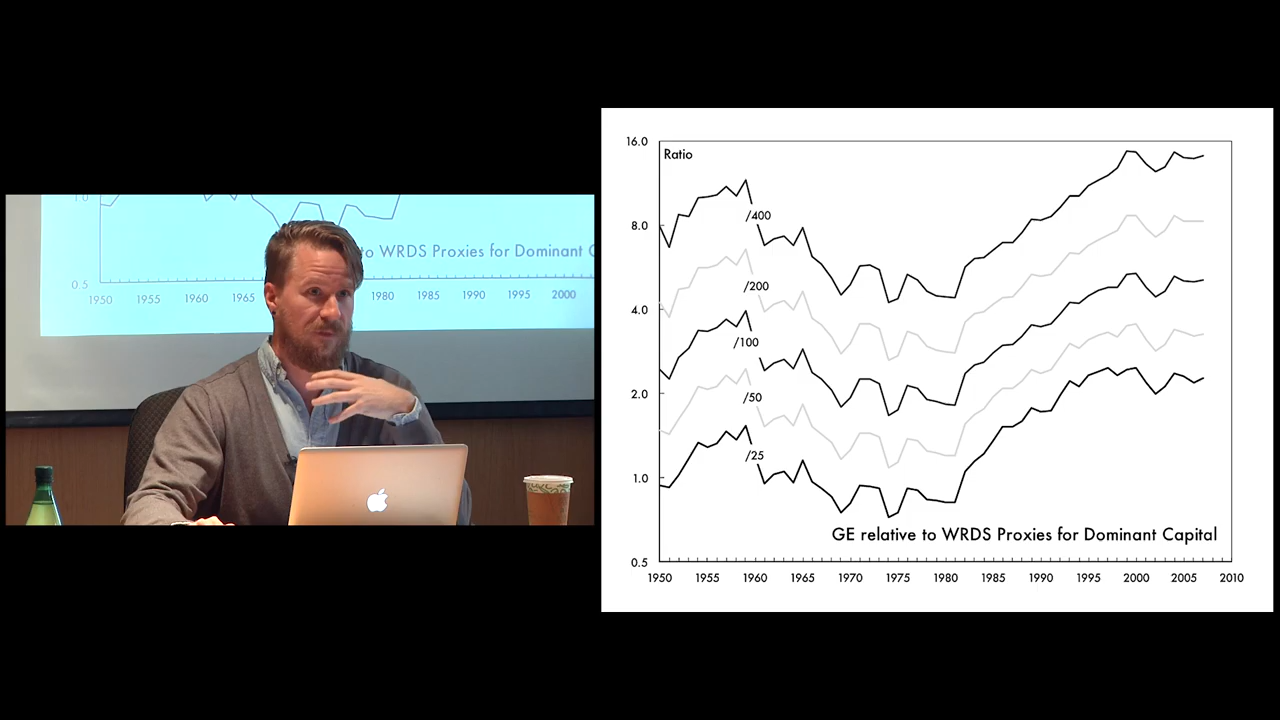 1.0
to WRDS Proxies for Dominant C
0.5
1950 1955 1960 1965 1980 1985 1990 1995 2000
16.0
Ratio
/400
8.0
/200
4.0
/100
2.0
/50
/25
1.0
GE relative to WRDS Proxies for Dominant Capital
0.5
1950 1955 1960 1965 1970 1975 1980 1985 1990 1995 2000 2005 2010